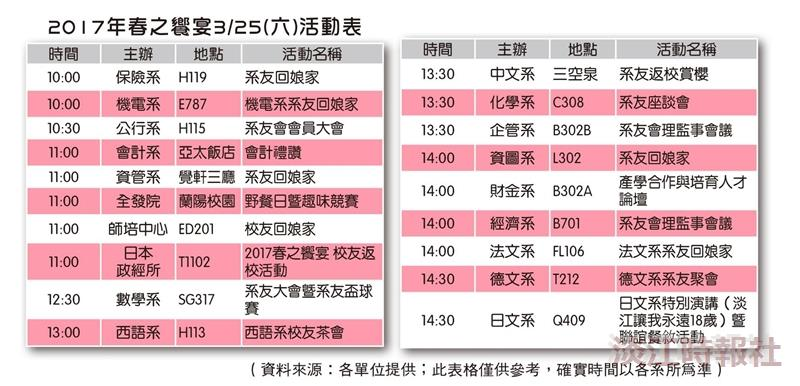 2017年春之饗宴3/25(六)活動表
時間 主辦 地點 活動名稱
10:00 保險系 H119 系友回娘家
10:00 機電系 E787 機電系系友回娘家
10:30 公行系 H115 系友會會員大會
11:00 會計系 亞太飯店 會計禮讚
11:00 資管系 覺軒三廳 系友回娘家
11:00 全發院 蘭陽校園 野餐日暨趣味競賽
11:00 師培中心 ED201 校友回娘家
11:00 日本政經所 T1102 2017春之饗宴 校友返
校活動
12:30 數學系 SG317 系友大會暨系友盃球
賽
13:00 西語系 H113 西語系校友茶會
時間 主辦 地點 活動名稱
13:30 中文系 三空泉 系友返校賞櫻
13:30 化學系 C308 系友座談會
13:30 企管系 B302B 系友會理監事會議
14:00 資圖系 L302 系友回娘家
14:00 財金系 B302A 產學合作與培育人才
論壇
14:00 經濟系 B701 系友會理監事會議
14:00 法文系 FL106 法文系系友回娘家
14:30 德文系 T212 德文系系友聚會
14:30 日文系 Q409 日文系特別演講（淡
江讓我永遠18歲）暨
聯誼餐敘活動
淡江時報社
（資料來源：各單位提供；此表格僅供參考，確實時間以各系所為準）